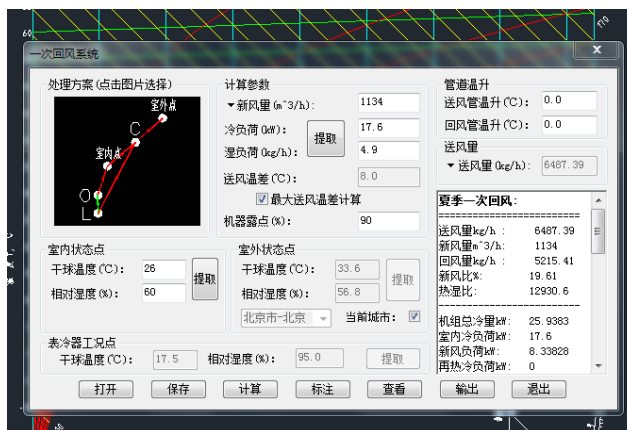 60
一次回风系统
x
处理方案(点击图片选择)
室外点
C
室内点
O
L
计算参数
新风量(m^3/h): 1134
冷负荷(kW): 17.6
提取
湿负荷(kg/h): 4.9
送风温差(℃): 8.0
最大送风温差计算
机器露点(%): 90
管道温升
送风管温升(℃): 0.0
回风管温升(℃): 0.0
送风量
送风量(kg/h): 6487.39
室内状态点
干球温度(℃): 26
提取
相对湿度(%): 60
室外状态点
干球温度(℃): 33.6
提取
相对湿度(%): 56.8
北京市-北京 当前城市:
夏季一次回风:
============================
送风量kg/h : 6487.39
新风量m^3/h: 1134
回风量kg/h : 5215.41
新风比%: 19.61
热湿比: 12930.6
----------------------------
机组总冷量kW: 25.9383
室内冷负荷kW: 17.6
新风负荷kW: 8.33828
再热冷负荷kW: 0
表冷器工况点
干球温度(℃): 17.5 相对湿度(%): 95.0 提取
打开 保存 计算 标注 查看 输出 退出